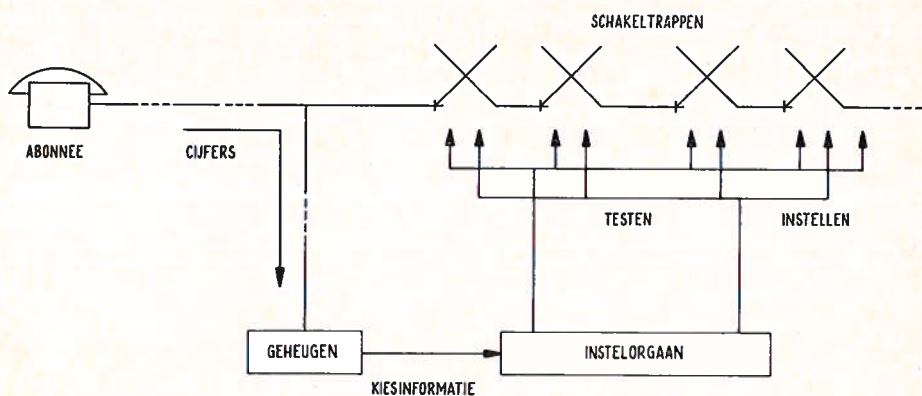 SCHAKELTRAPPEN
ABONNEE
CIJFERS
TESTEN
INSTELLEN
GEHEUGEN
INSTELORGAAN
KIESINFORMATIE